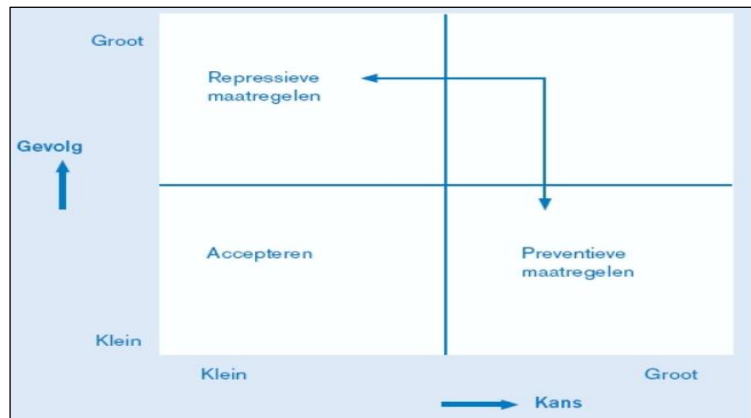 Groot
Repressieve
maatregelen
Gevolg
Accepteren
Preventieve
maatregelen
Klein
Klein
Groot
Kans